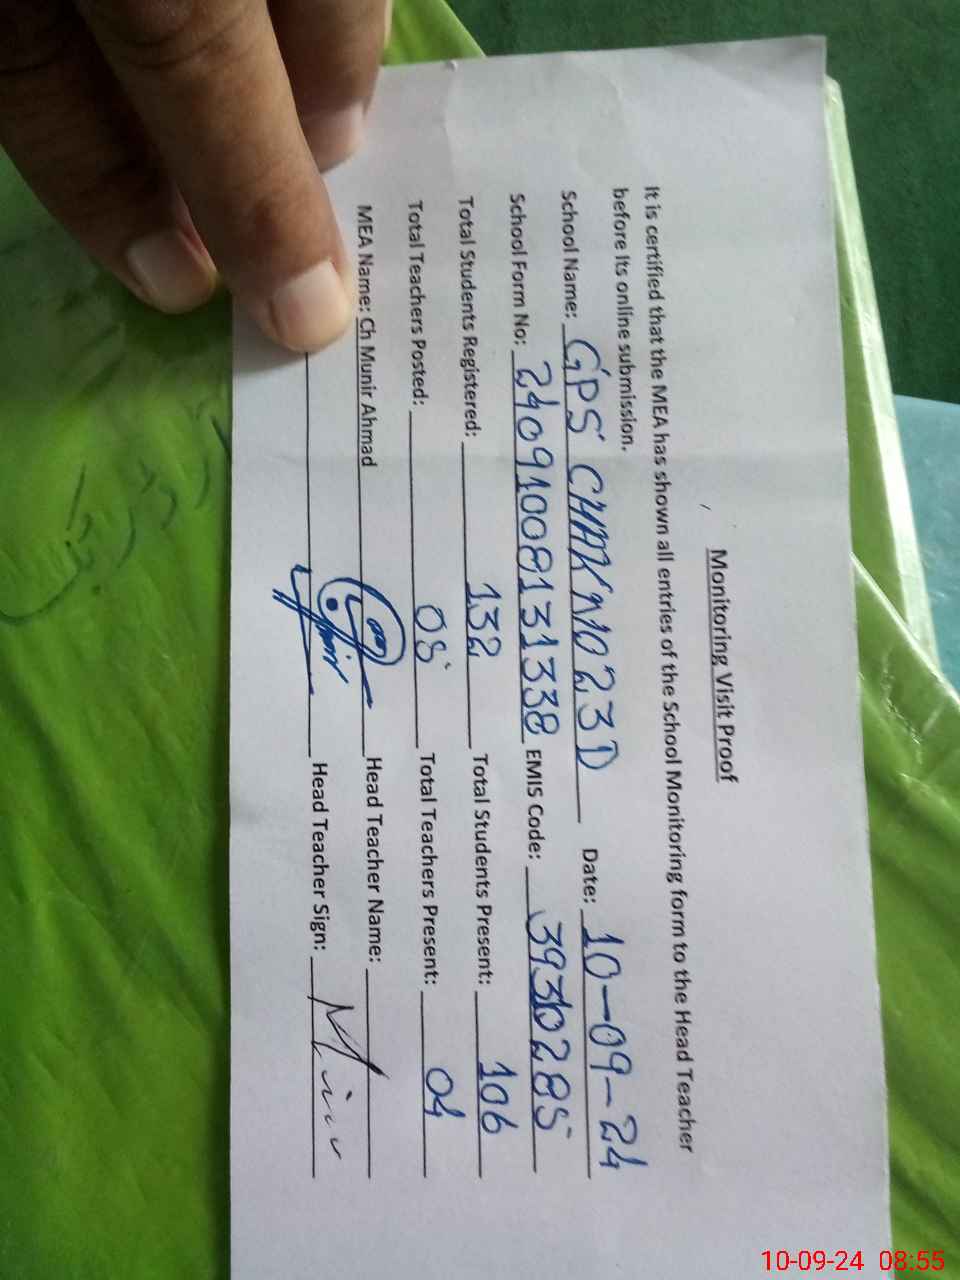 Monitoring Visit Proof
It is certified that the MEA has shown all entries of the School Monitoring form to the Head Teacher
before its online submission.
School Name: GPS CHAK NO 23 D Date: 10-09-24
School Form No: 24091008131338 EMIS Code: 39310285
Total Students Registered: 132 Total Students Present: 106
Total Teachers Posted: 05 Total Teachers Present: 04
MEA Name: Ch Munir Ahmad Head Teacher Name:
Head Teacher Sign:
10-09-24 08:55